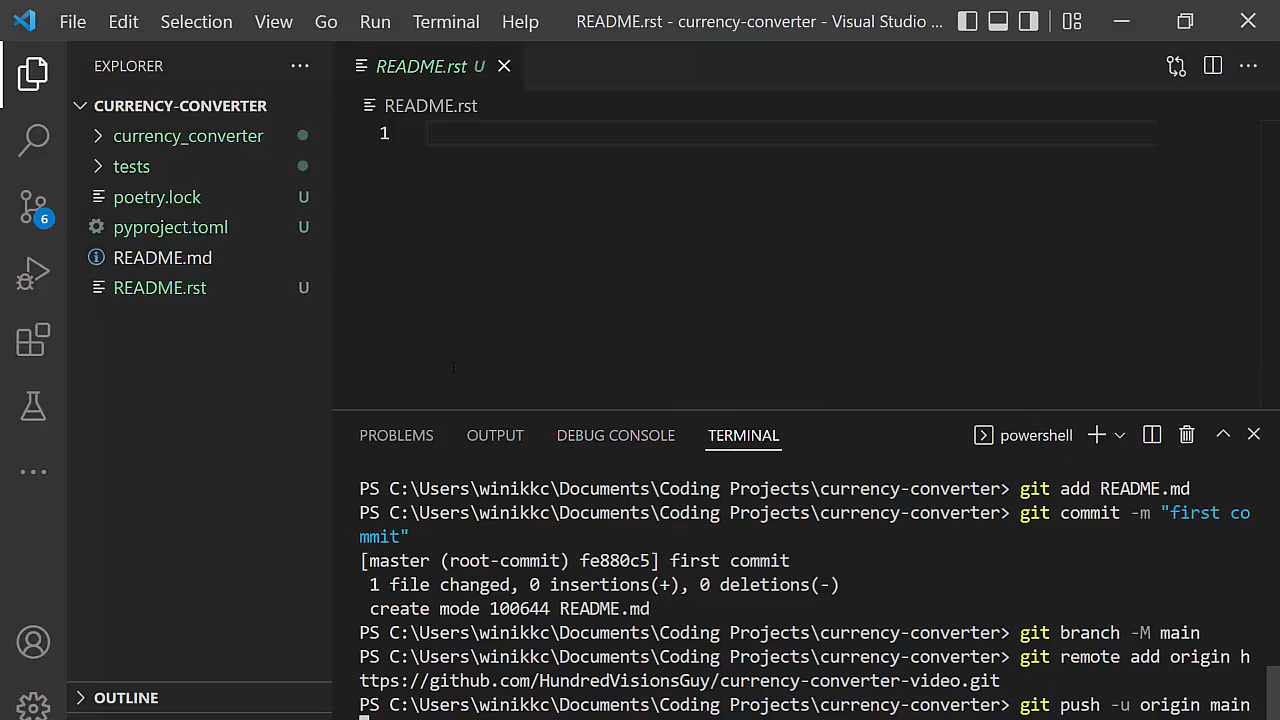 File Edit Selection View Go Run Terminal Help README.rst - currency-converter - Visual Studio ...
EXPLORER
README.rst U
CURRENCY-CONVERTER
README.rst
currency_converter
1
tests
poetry.lock U
6
pyproject.toml U
README.md
README.rst U
PROBLEMS OUTPUT DEBUG CONSOLE TERMINAL powershell
PS C:\Users\winikkc\Documents\Coding Projects\currency-converter> git add README.md
PS C:\Users\winikkc\Documents\Coding Projects\currency-converter> git commit -m "first co
mmit"
[master (root-commit) fe880c5] first commit
1 file changed, 0 insertions(+), 0 deletions(-)
create mode 100644 README.md
PS C:\Users\winikkc\Documents\Coding Projects\currency-converter> git branch -M main
PS C:\Users\winikkc\Documents\Coding Projects\currency-converter> git remote add origin h
ttps://github.com/HundredVisionsGuy/currency-converter-video.git
PS C:\Users\winikkc\Documents\Coding Projects\currency-converter> git push -u origin main
OUTLINE